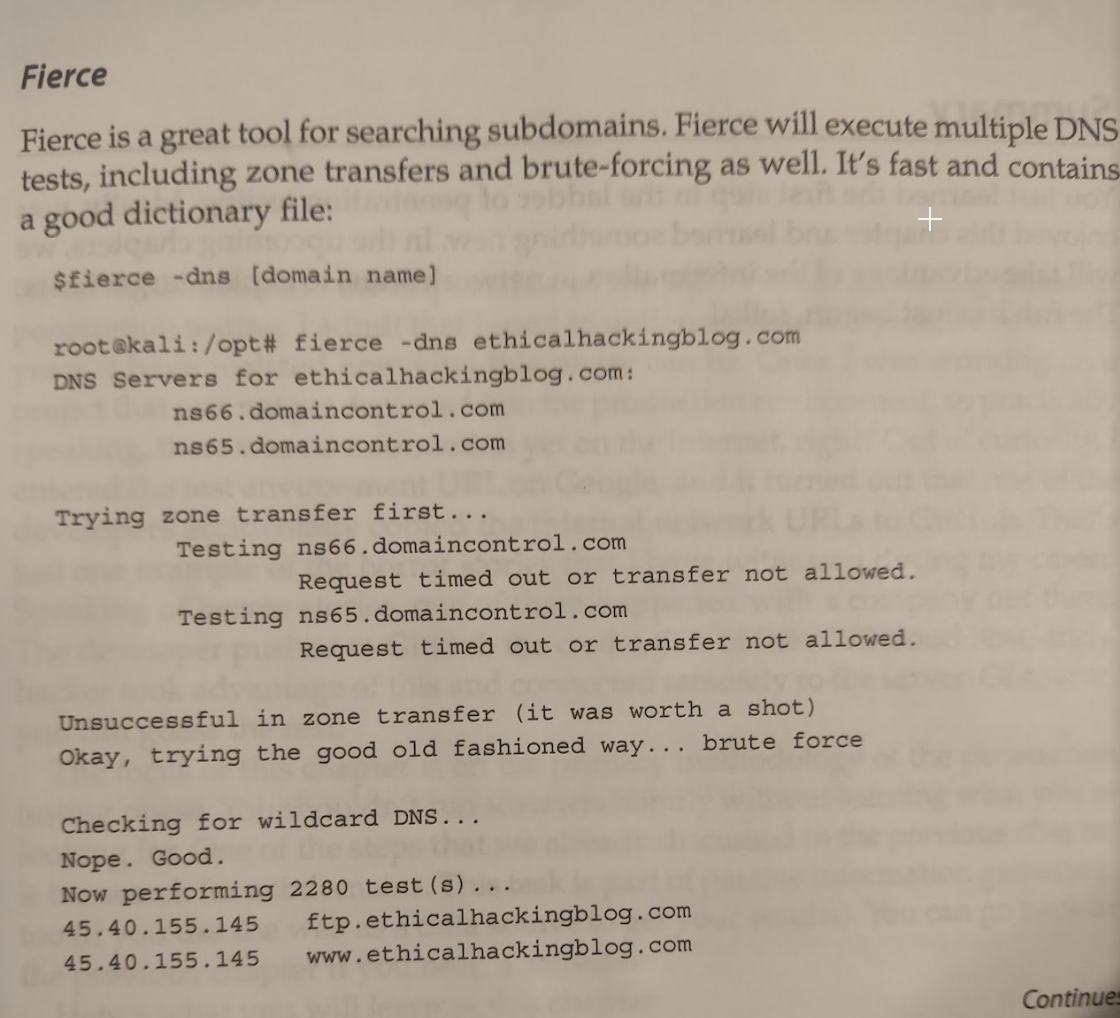 Fierce
Fierce is a great tool for searching subdomains. Fierce will execute multiple DNS
tests, including zone transfers and brute-forcing as well. It's fast and contains
a good dictionary file:
$fierce -dns [domain name]
root@kali:/opt# fierce -dns ethicalhackingblog.com
DNS Servers for ethicalhackingblog.com:
ns66.domaincontrol.com
ns65.domaincontrol.com
Trying zone transfer first...
Testing ns66.domaincontrol.com
Request timed out or transfer not allowed.
Testing ns65.domaincontrol.com
Request timed out or transfer not allowed.
Unsuccessful in zone transfer (it was worth a shot)
Okay, trying the good old fashioned way... brute force
Checking for wildcard DNS...
Nope. Good.
Now performing 2280 test(s)...
45.40.155.145 ftp.ethicalhackingblog.com
45.40.155.145 www.ethicalhackingblog.com
Continues